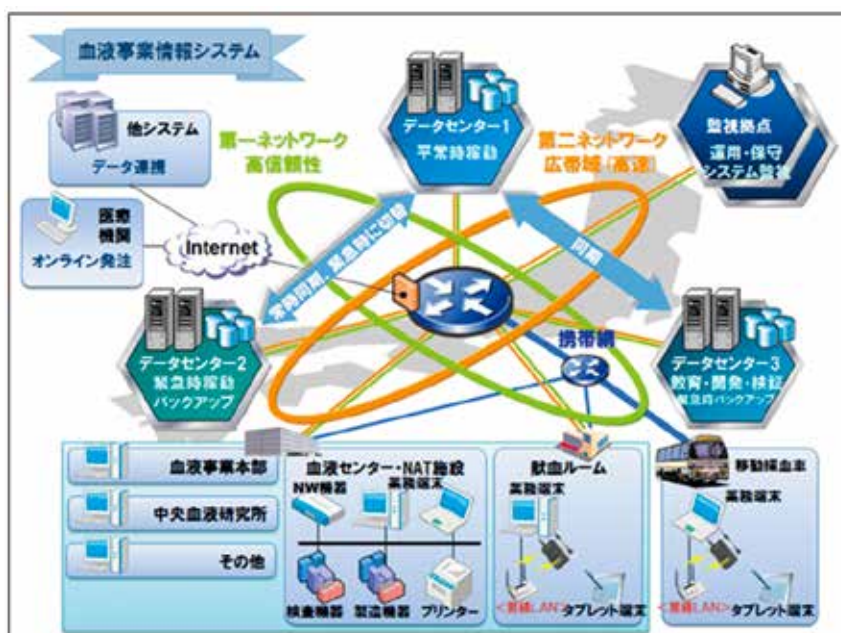 血液事業情報システム
他システム
データ連携
医療
機関
オンライン発注
Internet
第一ネットワーク
高信頼性
データセンター1
平常時稼動
第二ネットワーク
広帯域(高速)
監視拠点
運用・保守
システム監視
常時同期、緊急時に切替
同期
データセンター2
緊急時稼動
バックアップ
携帯網
データセンター3
教育・開発・検証
緊急時バックアップ
血液事業本部
中央血液研究所
その他
血液センター・NAT施設
NW機器
業務端末
検査機器
製造機器
プリンター
献血ルーム
業務端末
<無線LAN>
タブレット端末
移動採血車
業務端末
<無線LAN>
タブレット端末